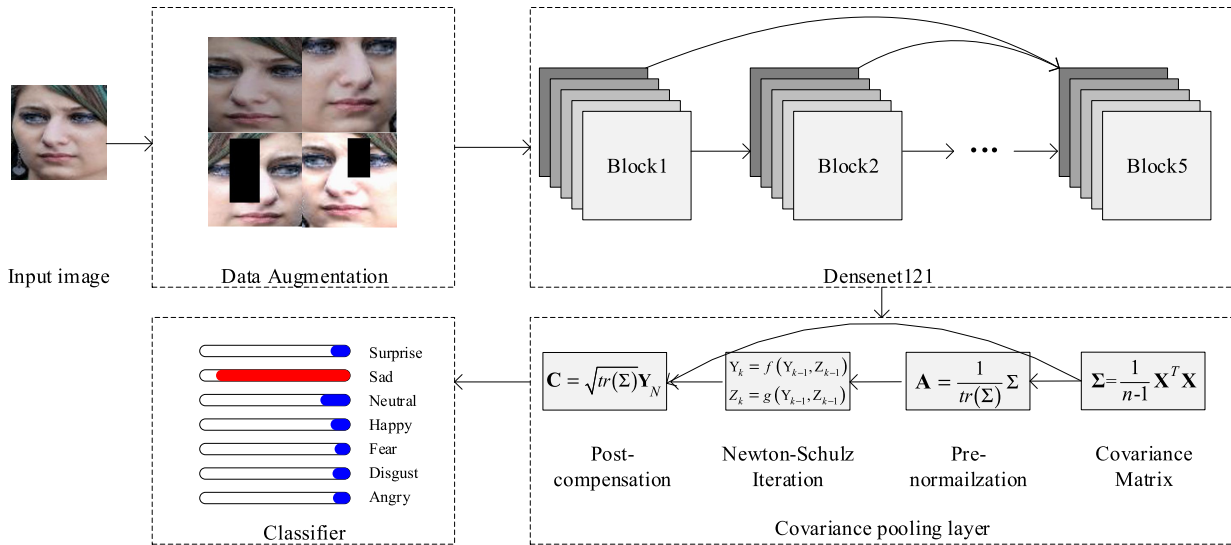 Block1
Block2
...
Block5
Input image
Data Augmentation
Densenet121
Surprise
Sad
Neutral
Happy
Fear
Disgust
Angry
Classifier
C = √tr(Σ)Y_N
Y_k = f(Y_{k-1}, Z_{k-1})
Z_k = g(Y_{k-1}, Z_{k-1})
A = 1/tr(Σ) Σ
Σ= 1/n-1 X^T X
Post-
compensation
Newton-Schulz
Iteration
Pre-
normailzation
Covariance
Matrix
Covariance pooling layer